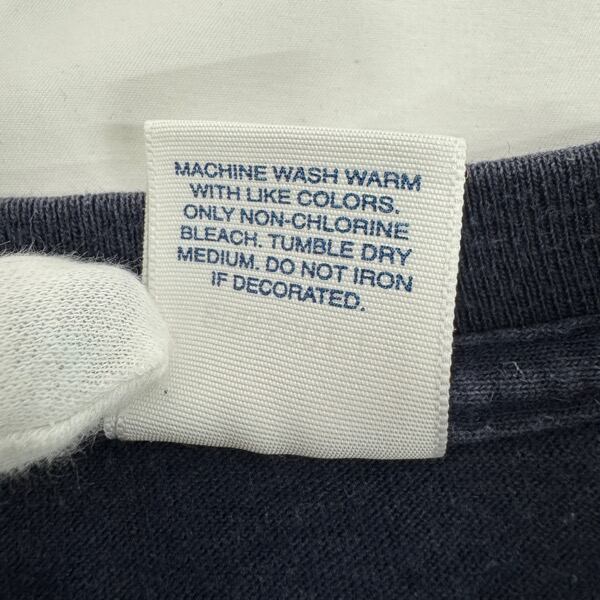 MACHINE WASH WARM
WITH LIKE COLORS.
ONLY NON-CHLORINE
BLEACH. TUMBLE DRY
MEDIUM. DO NOT IRON
IF DECORATED.